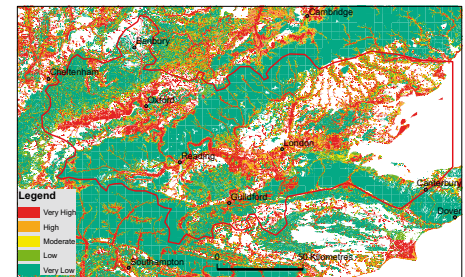 Cambridge
Banbury
Cheltenham
Oxford
London
Reading
Canterbury
Guildford
Dover
Southampton
Legend
Very High
High
Moderate
Low
Very Low
0 50 Kilometres